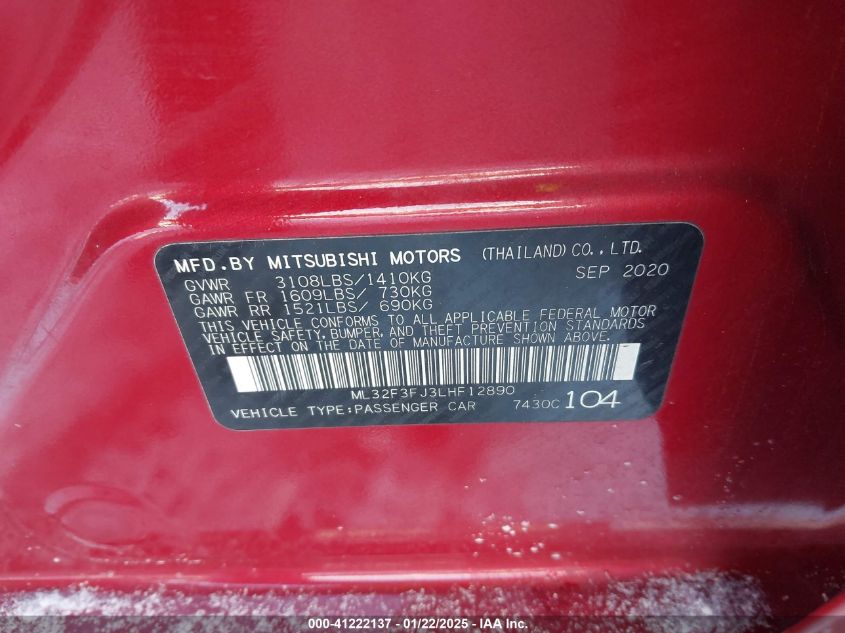 MFD.BY MITSUBISHI MOTORS (THAILAND) CO., LTD.
GVWR 3108LBS/1410KG SEP 2020
GAWR FR 1609LBS/ 730KG
GAWR RR 1521LBS/ 690KG
THIS VEHICLE CONFORMS TO ALL APPLICABLE FEDERAL MOTOR
VEHICLE SAFETY, BUMPER, AND THEFT PREVENTION STANDARDS
IN EFFECT ON THE DATE OF MANUFACTURE SHOWN ABOVE.
ML32F3FJ3LHF12890
VEHICLE TYPE:PASSENGER CAR 7430C 104
000-41222137 - 01/22/2025 - IAA Inc.